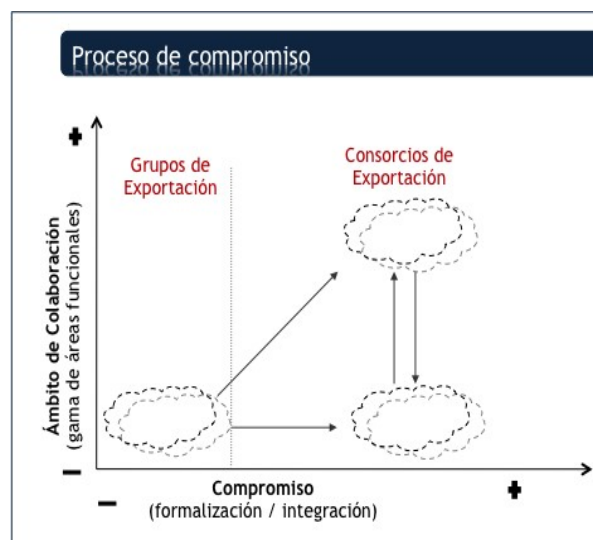 Proceso de compromiso
+
Grupos de
Exportación
Consorcios de
Exportación
Ámbito de Colaboración
(gama de áreas funcionales)
−
−
Compromiso
+
(formalización / integración)